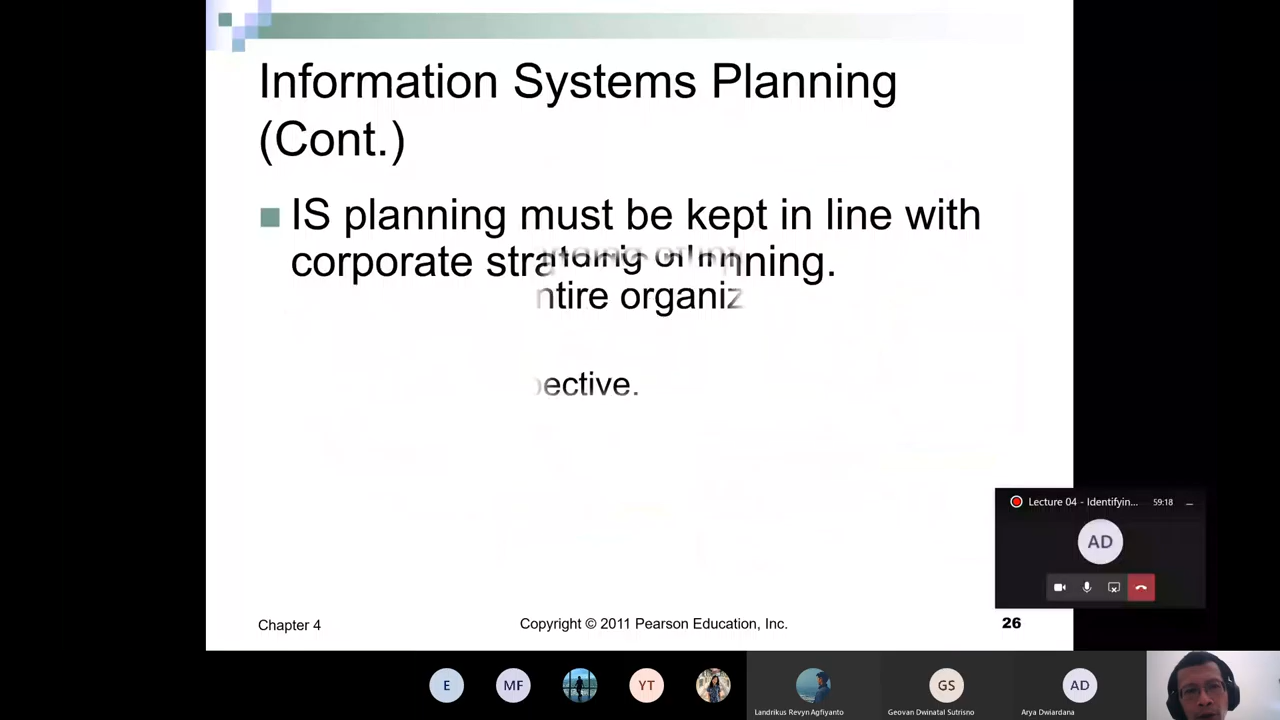 Information Systems Planning
(Cont.)
IS planning must be kept in line with
corporate
ntire organiz
pective.
Lecture 04 - Identifyin... 59:18
AD
Chapter 4 Copyright © 2011 Pearson Education, Inc. 26
E MF YT GS AD
Landrikus Revyn Agfiyanto Geovan Dwinatal Sutrisno Arya Dwiardana